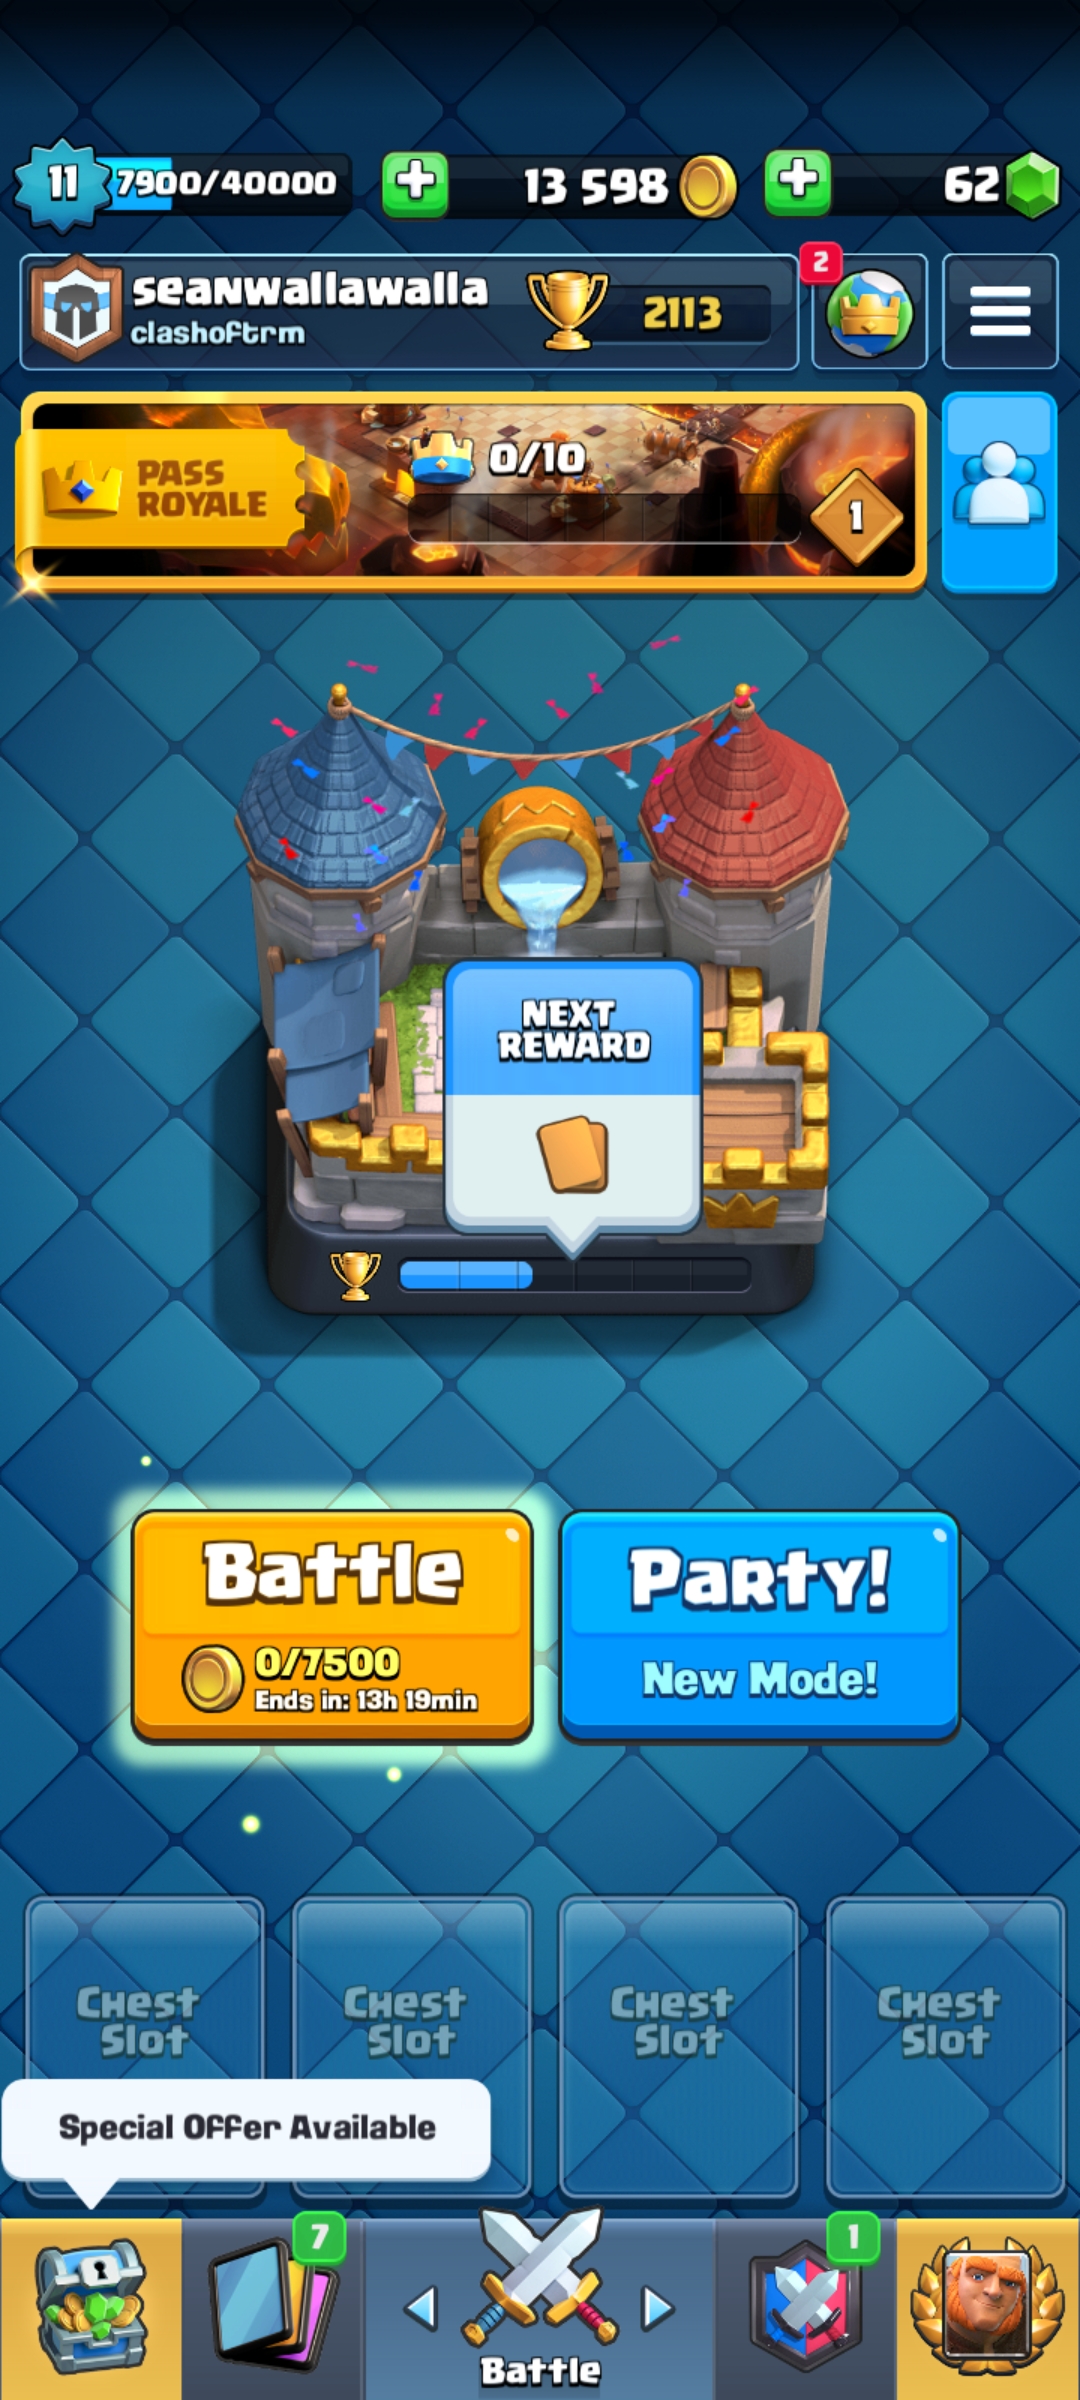 11
7900/40000
13 598
62
seanwallawalla
clashoftrm
2113
2
PASS
ROYALE
0/10
1
NEXT
REWARD
Battle
0/7500
Ends in: 13h 19min
Party!
New Mode!
Chest
Slot
Chest
Slot
Chest
Slot
Chest
Slot
Special Offer Available
7
1
Battle